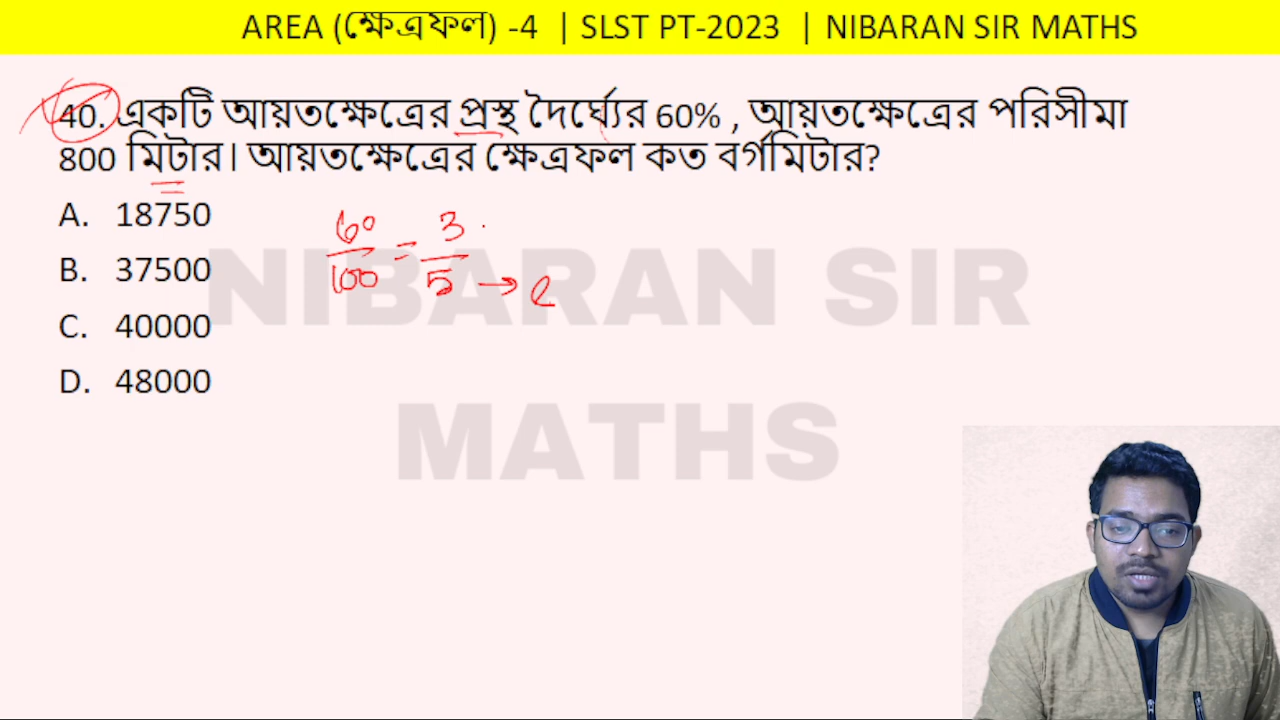 AREA (ক্ষেত্রফল) -4 | SLST PT-2023 | NIBARAN SIR MATHS
40. একটি আয়তক্ষেত্রের প্রস্থ দৈর্ঘ্যের 60% , আয়তক্ষেত্রের পরিসীমা
800 মিটার। আয়তক্ষেত্রের ক্ষেত্রফল কত বর্গমিটার?
A. 18750
B. 37500
C. 40000
D. 48000
60/100 = 3/5 → l
NIBARAN SIR
MATHS